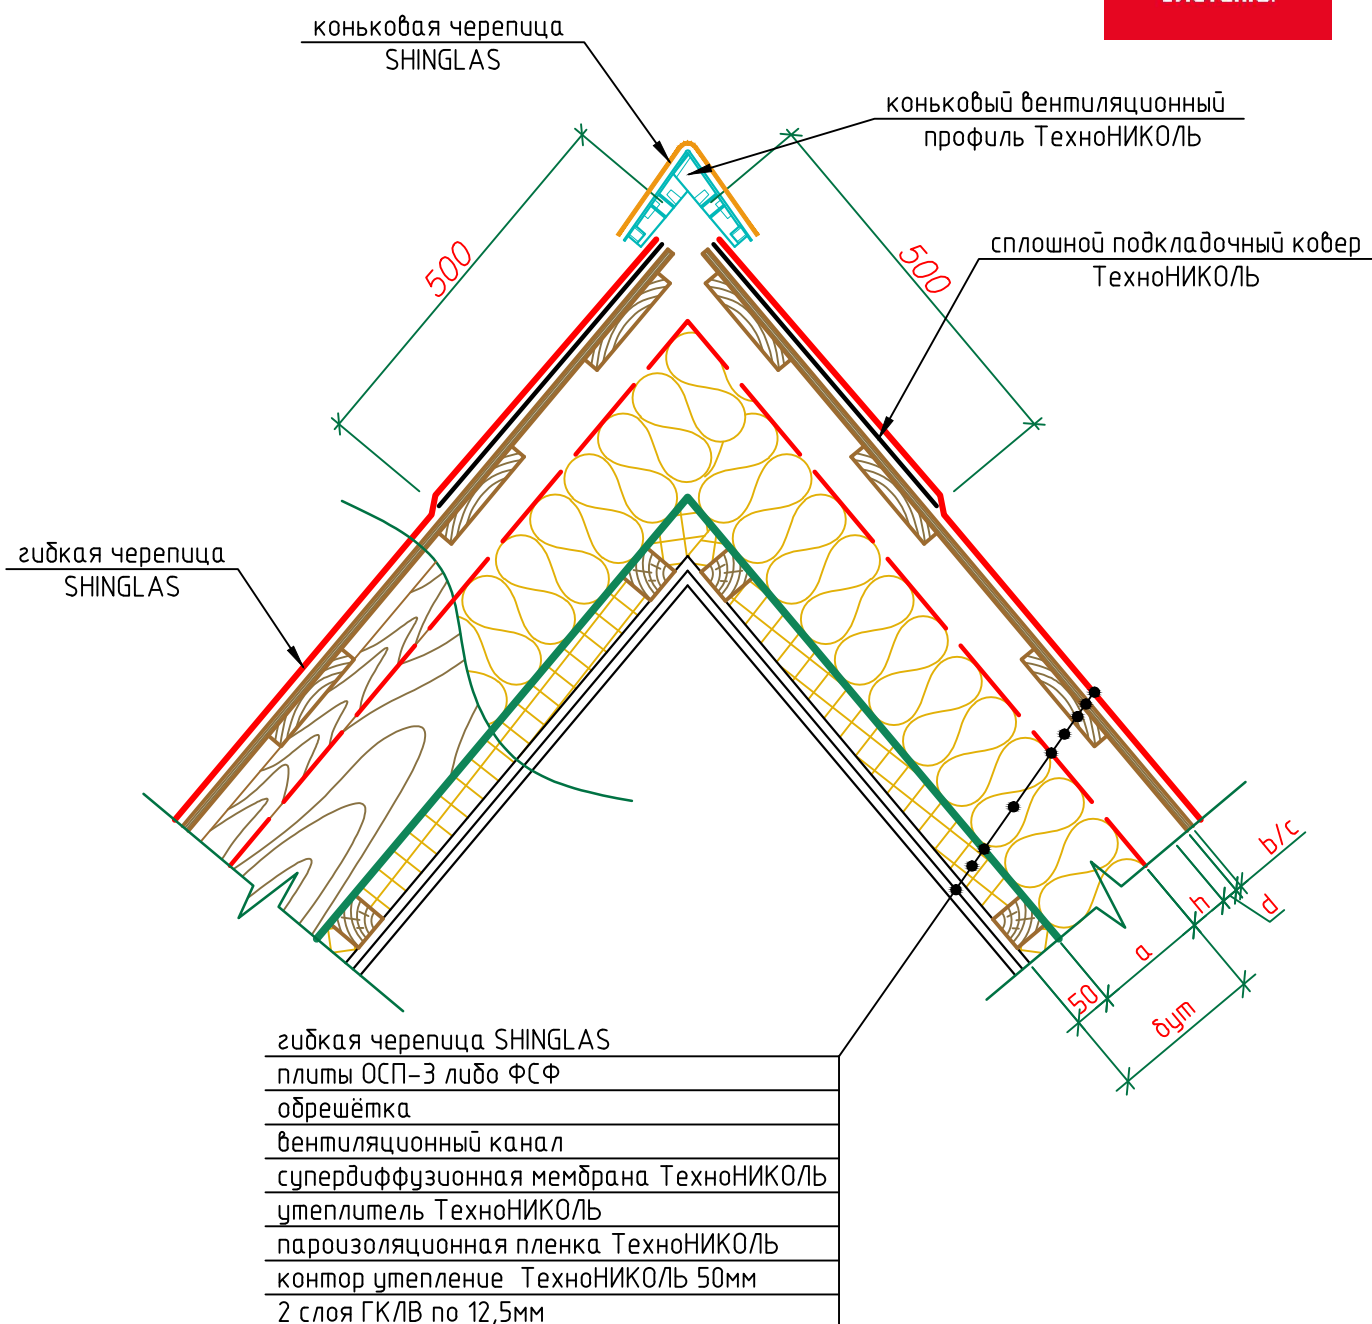 коньковая черепица
SHINGLAS
коньковый вентиляционный
профиль ТехноНИКОЛЬ
500
500
сплошной подкладочный ковер
ТехноНИКОЛЬ
гибкая черепица
SHINGLAS
b/c
d
h
a
50
бут
гибкая черепица SHINGLAS
плиты ОСП-3 либо ФСФ
обрешётка
вентиляционный канал
супердиффузионная мембрана ТехноНИКОЛЬ
утеплитель ТехноНИКОЛЬ
пароизоляционная пленка ТехноНИКОЛЬ
контор утепление ТехноНИКОЛЬ 50мм
2 слоя ГКЛВ по 12,5мм